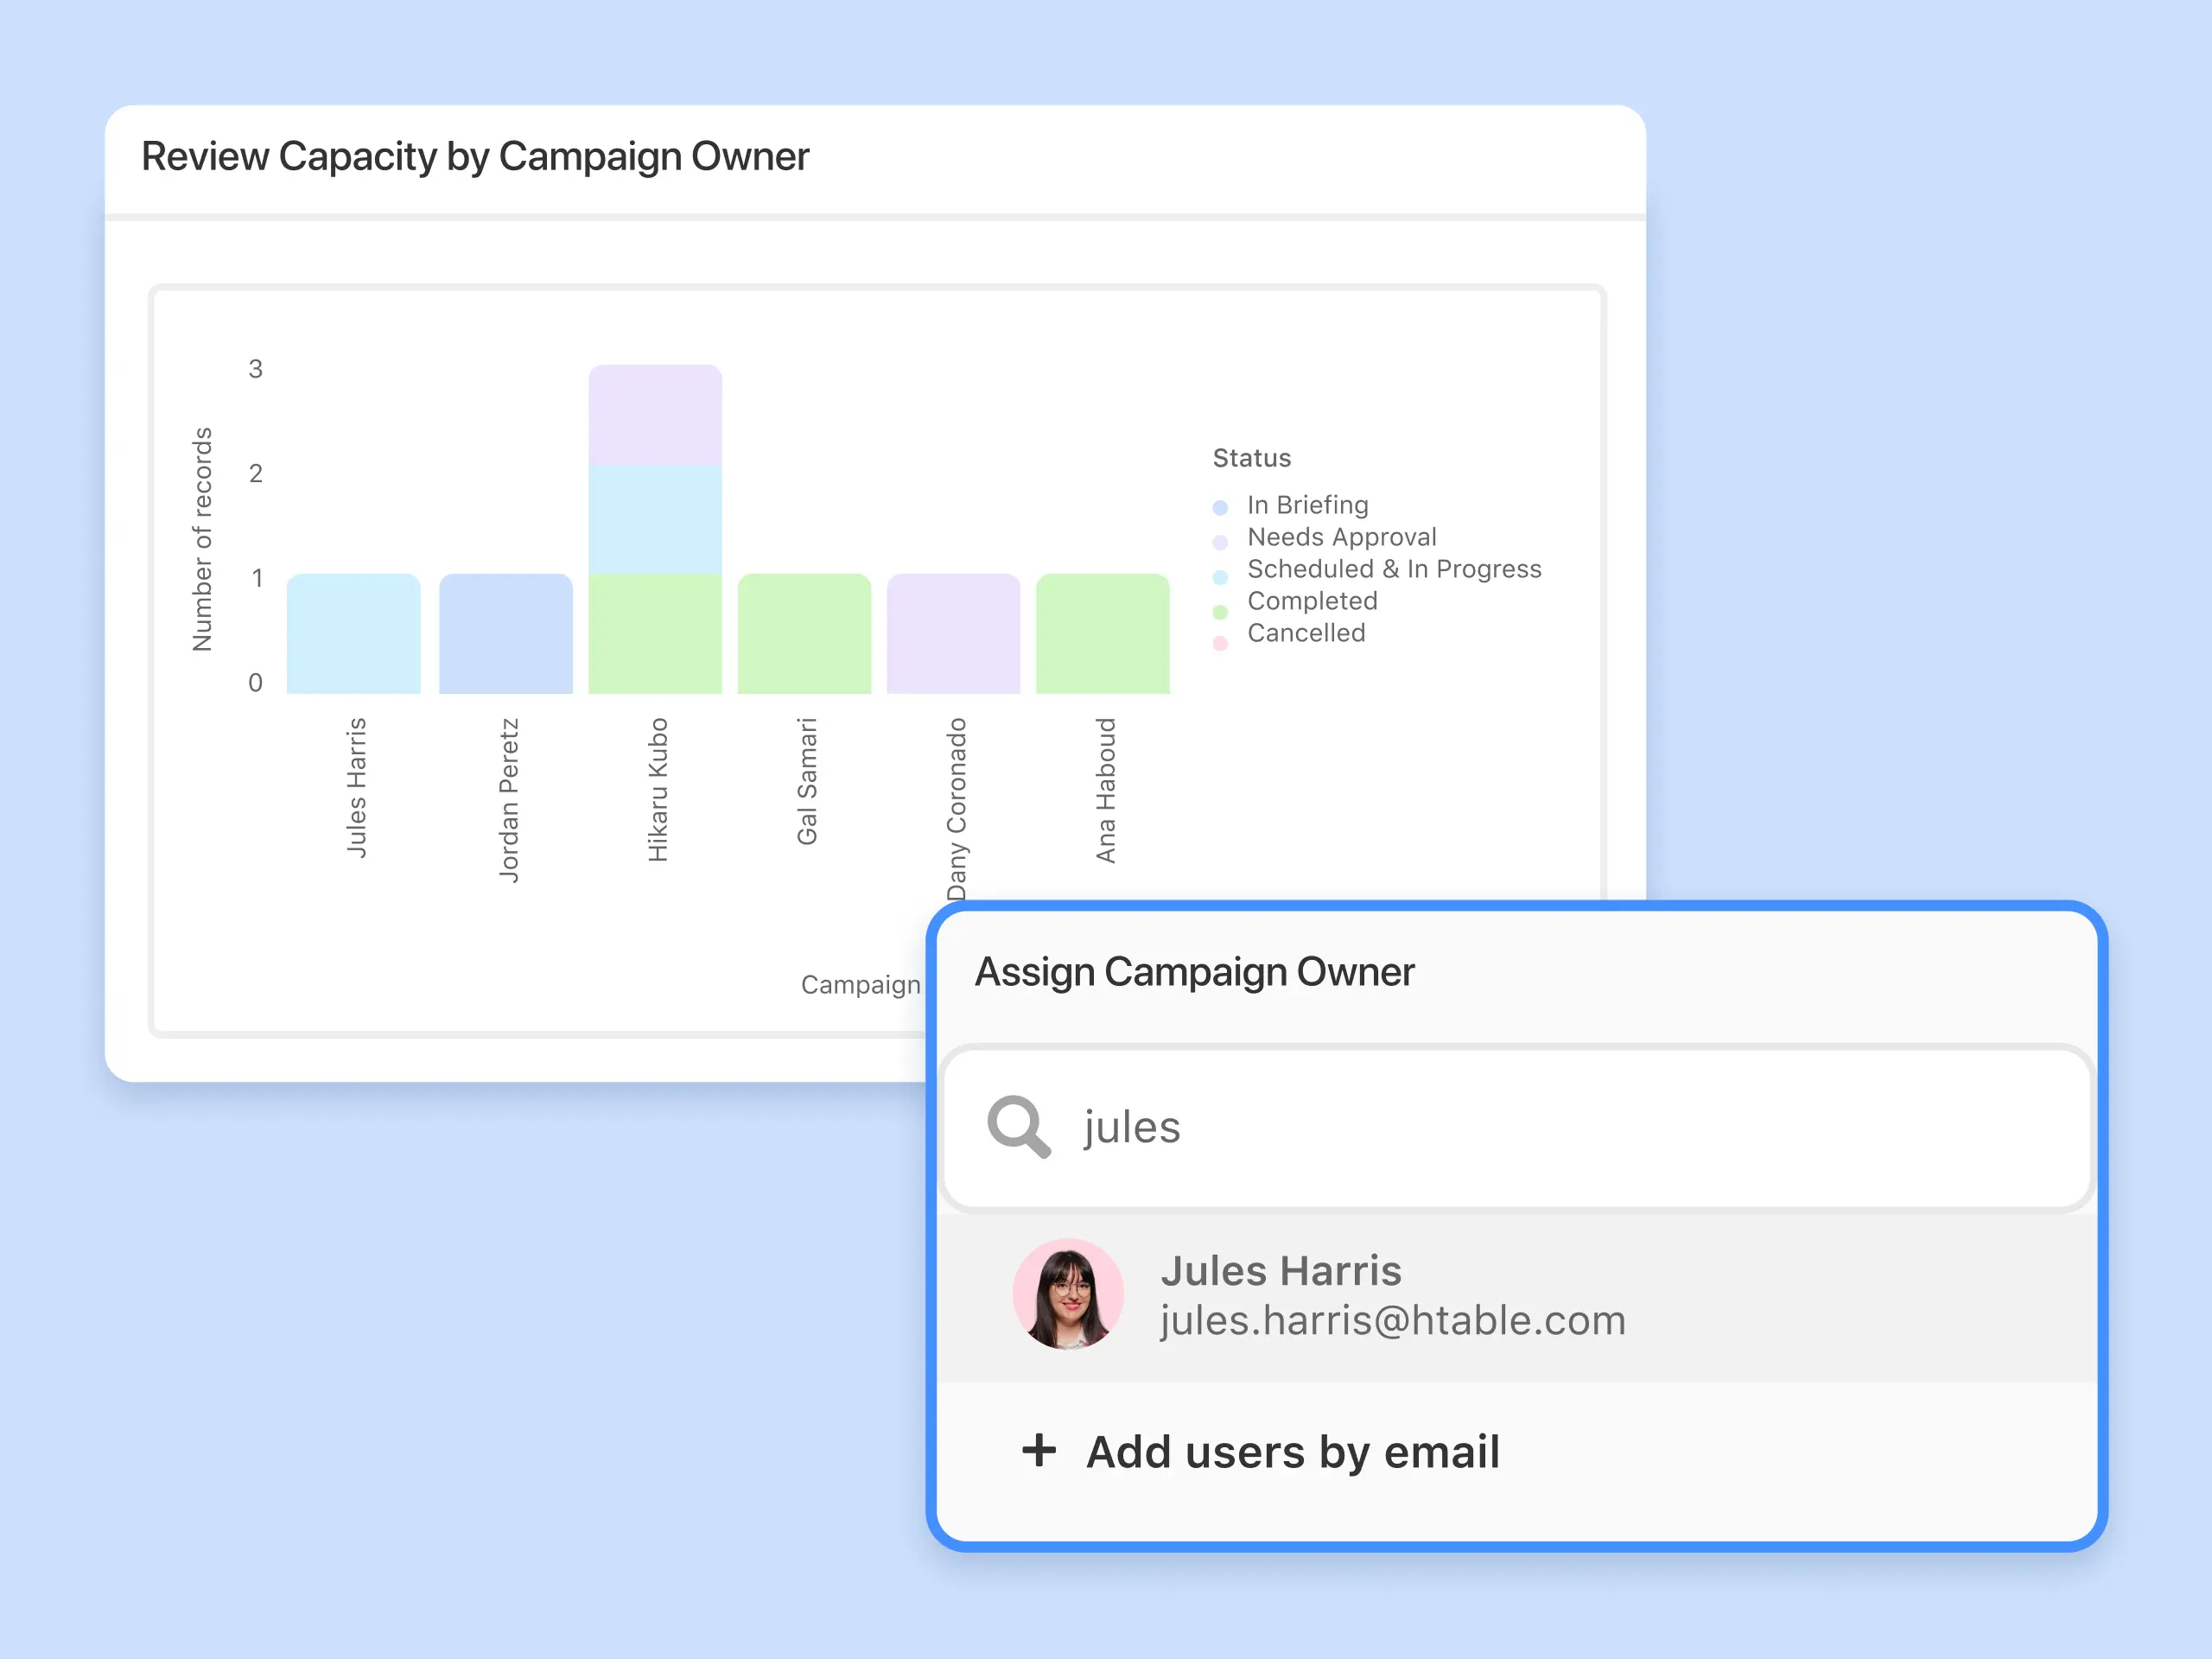 Review Capacity by Campaign Owner
Number of records
3
2
1
0
Jules Harris
Jordan Peretz
Hikaru Kubo
Gal Samari
Dany Coronado
Ana Haboud
Campaign
Status
In Briefing
Needs Approval
Scheduled & In Progress
Completed
Cancelled
Assign Campaign Owner
jules
Jules Harris
jules.harris@htable.com
+ Add users by email